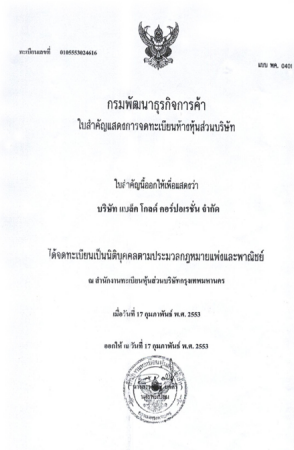 ทะเบียนเลขที่ 0105553024616
แบบ พค. 0401
กรมพัฒนาธุรกิจการค้า
ใบสำคัญแสดงการจดทะเบียนห้างหุ้นส่วนบริษัท
ใบสำคัญนี้ออกให้เพื่อแสดงว่า
บริษัท แบล็ค โกลด์ คอร์ปอเรชั่น จำกัด
ได้จดทะเบียนเป็นนิติบุคคลตามประมวลกฎหมายแพ่งและพาณิชย์
ณ สำนักงานทะเบียนหุ้นส่วนบริษัทกรุงเทพมหานคร
เมื่อวันที่ 17 กุมภาพันธ์ พ.ศ. 2553
ออกให้ ณ วันที่ 17 กุมภาพันธ์ พ.ศ. 2553